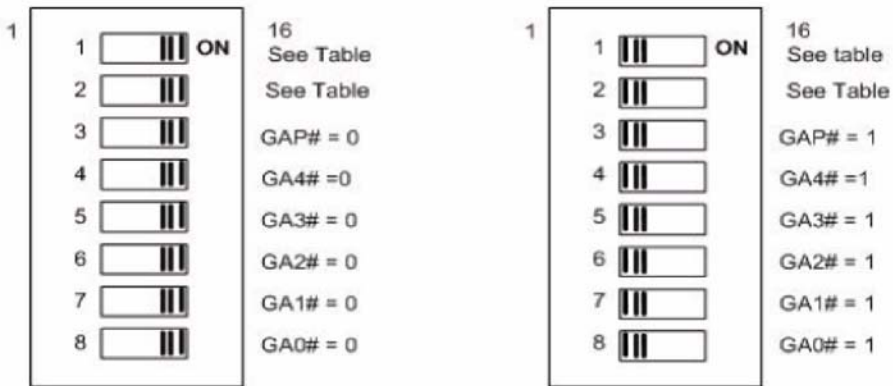 1 1 ON 16 1 1 ON 16
See Table See table
2 See Table 2 See Table
3 GAP# = 0 3 GAP# = 1
4 GA4# =0 4 GA4# =1
5 GA3# = 0 5 GA3# = 1
6 GA2# = 0 6 GA2# = 1
7 GA1# = 0 7 GA1# = 1
8 GA0# = 0 8 GA0# = 1